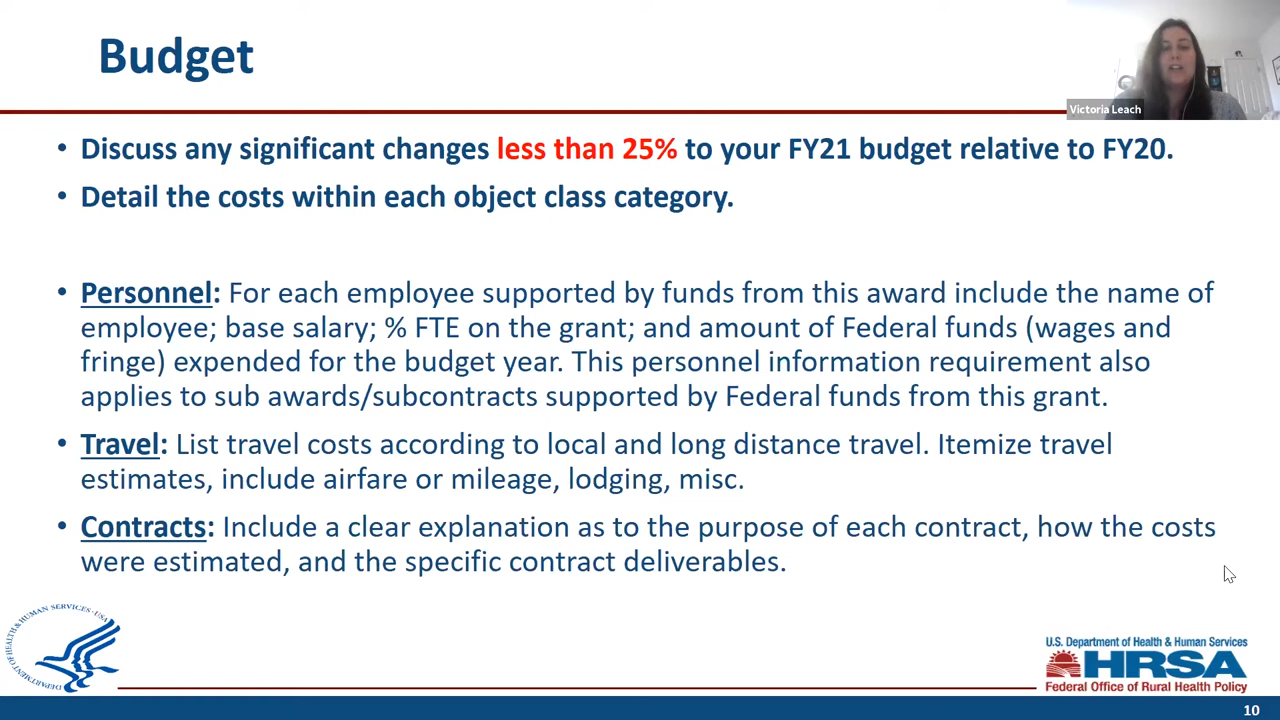 Budget
Victoria Leach
• Discuss any significant changes less than 25% to your FY21 budget relative to FY20.
• Detail the costs within each object class category.
• Personnel: For each employee supported by funds from this award include the name of
employee; base salary; % FTE on the grant; and amount of Federal funds (wages and
fringe) expended for the budget year. This personnel information requirement also
applies to sub awards/subcontracts supported by Federal funds from this grant.
• Travel: List travel costs according to local and long distance travel. Itemize travel
estimates, include airfare or mileage, lodging, misc.
• Contracts: Include a clear explanation as to the purpose of each contract, how the costs
were estimated, and the specific contract deliverables.
DEPARTMENT OF HEALTH & HUMAN SERVICES · USA
U.S. Department of Health & Human Services
HRSA
Federal Office of Rural Health Policy
10